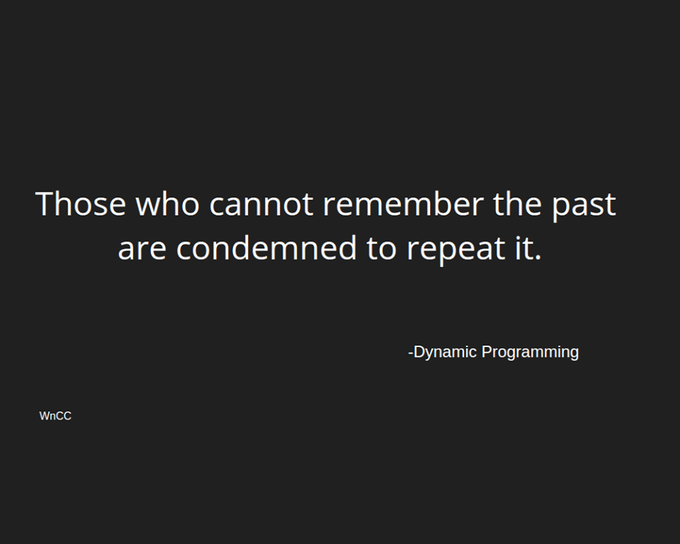 Those who cannot remember the past
are condemned to repeat it.
-Dynamic Programming
WnCC